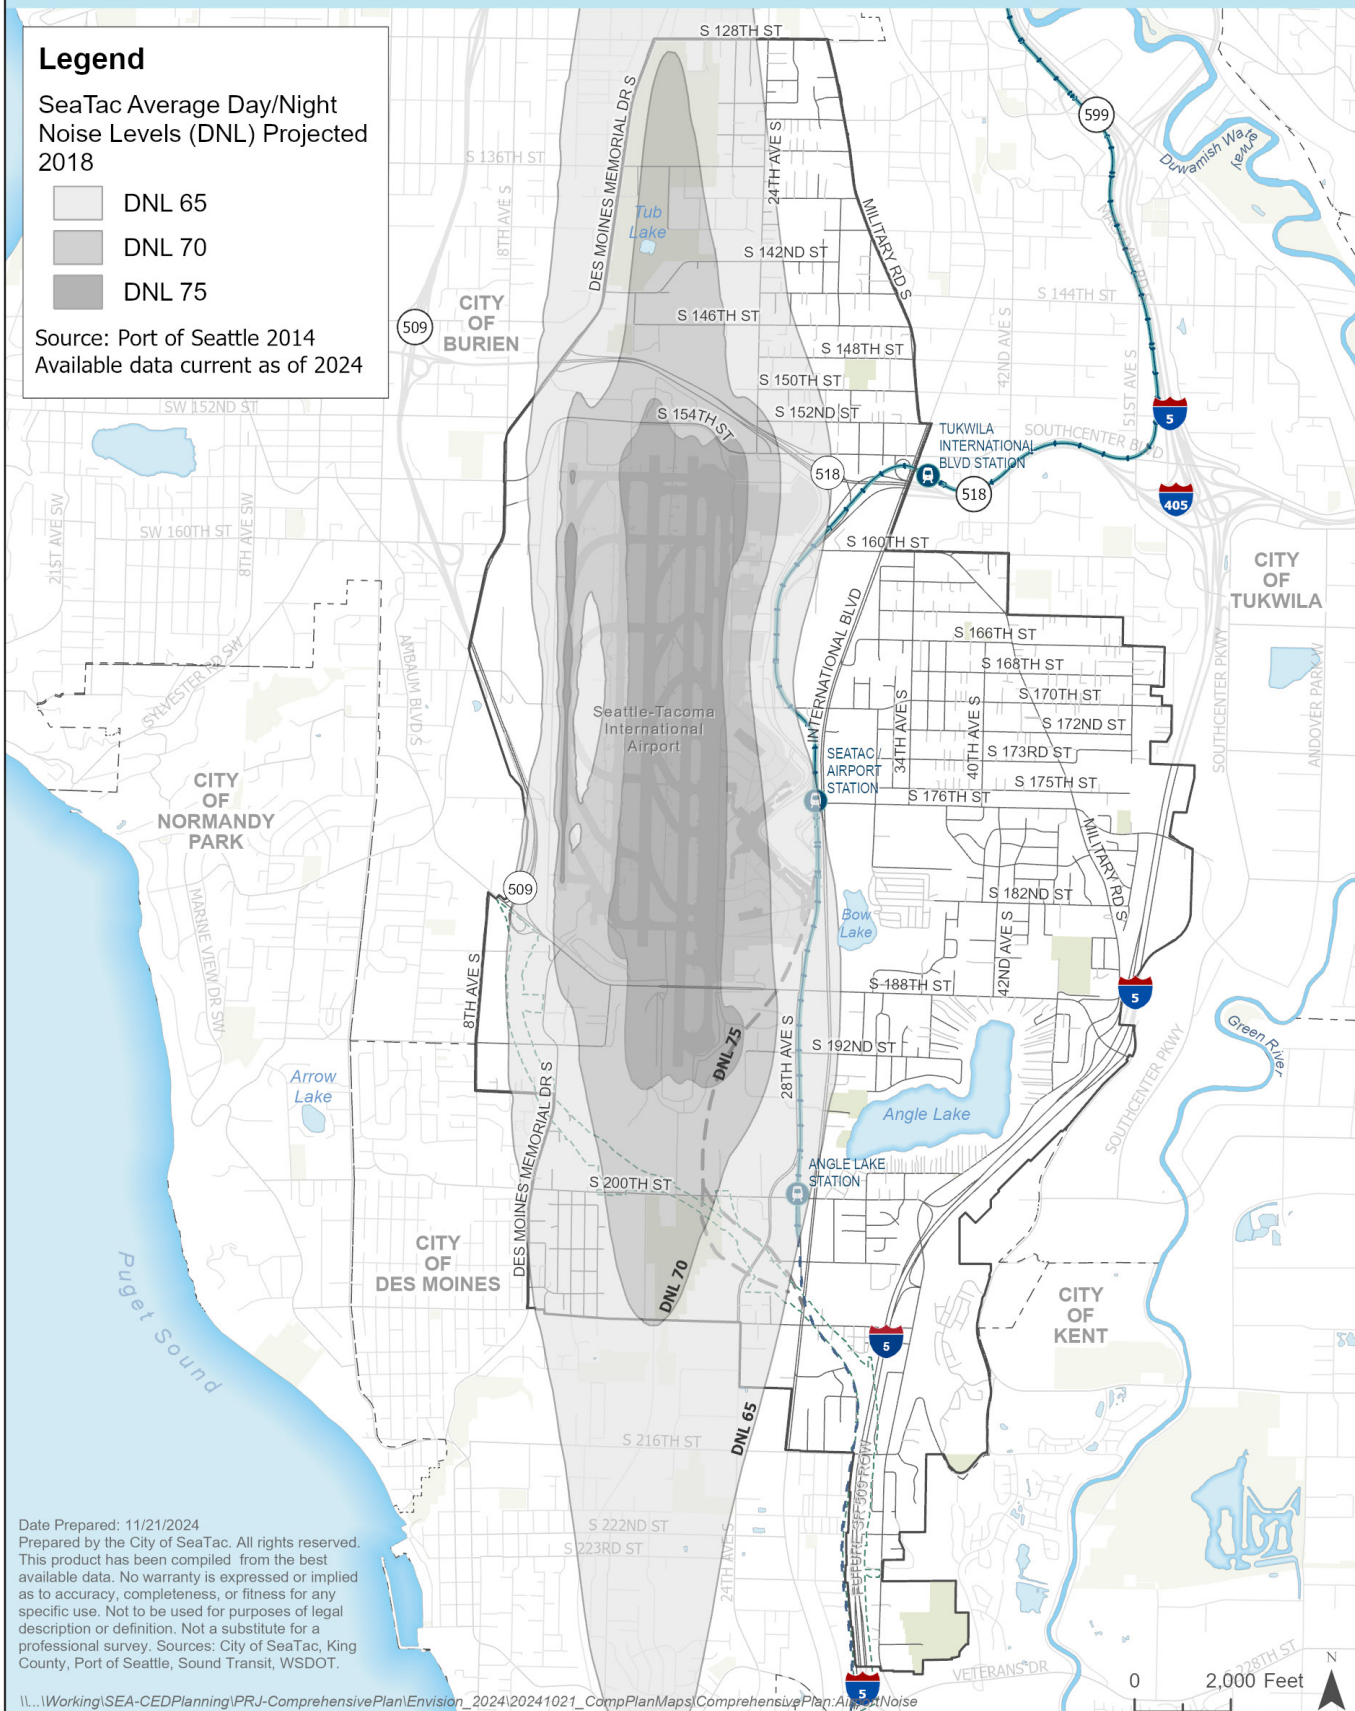 Legend
SeaTac Average Day/Night
Noise Levels (DNL) Projected
2018
DNL 65
DNL 70
DNL 75
Source: Port of Seattle 2014
Available data current as of 2024
S 128TH ST
DES MOINES MEMORIAL DR S
24TH AVE S
599
Duwamish Waterway
S 136TH ST
8TH AVE S
Tub
Lake
MILITARY RD S
S 142ND ST
CITY
OF
BURIEN
509
S 144TH ST
S 146TH ST
42ND AVE S
S 148TH ST
51ST AVE S
S 150TH ST
SW 152ND ST
S 152ND ST
S 154TH ST
5
TUKWILA
INTERNATIONAL
BLVD STATION
SOUTHCENTER BLVD
518
518
405
21ST AVE SW
SW 160TH ST
8TH AVE SW
S 160TH ST
CITY
OF
TUKWILA
INTERNATIONAL BLVD
S 166TH ST
S 168TH ST
S 170TH ST
S 172ND ST
S 173RD ST
S 175TH ST
S 176TH ST
34TH AVE S
40TH AVE S
SOUTHCENTER PKWY
ANDOVER PARK W
SYLVESTER RD SW
AMBAUM BLVD S
Seattle-Tacoma
International
Airport
SEATAC /
AIRPORT
STATION
CITY
OF
NORMANDY
PARK
MILITARY RD S
509
S 182ND ST
Bow
Lake
MARINE VIEW DR SW
42ND AVE S
8TH AVE S
S 188TH ST
5
Green River
S 192ND ST
28TH AVE S
DNL 75
SOUTHCENTER PKWY
Arrow
Lake
Angle Lake
DES MOINES MEMORIAL DR S
ANGLE LAKE
STATION
S 200TH ST
CITY
OF
DES MOINES
DNL 70
Puget Sound
CITY
OF
KENT
5
DNL 65
S 216TH ST
FUTURE SR 509 ROW
S 222ND ST
S 223RD ST
24TH AVE S
Date Prepared: 11/21/2024
Prepared by the City of SeaTac. All rights reserved.
This product has been compiled from the best
available data. No warranty is expressed or implied
as to accuracy, completeness, or fitness for any
specific use. Not to be used for purposes of legal
description or definition. Not a substitute for a
professional survey. Sources: City of SeaTac, King
County, Port of Seattle, Sound Transit, WSDOT.
S 228TH ST
VETERANS DR
N
0 2,000 Feet
5
\\...\Working\SEA-CEDPlanning\PRJ-ComprehensivePlan\Envision_2024\20241021_CompPlanMaps\ComprehensivePlan:AirportNoise